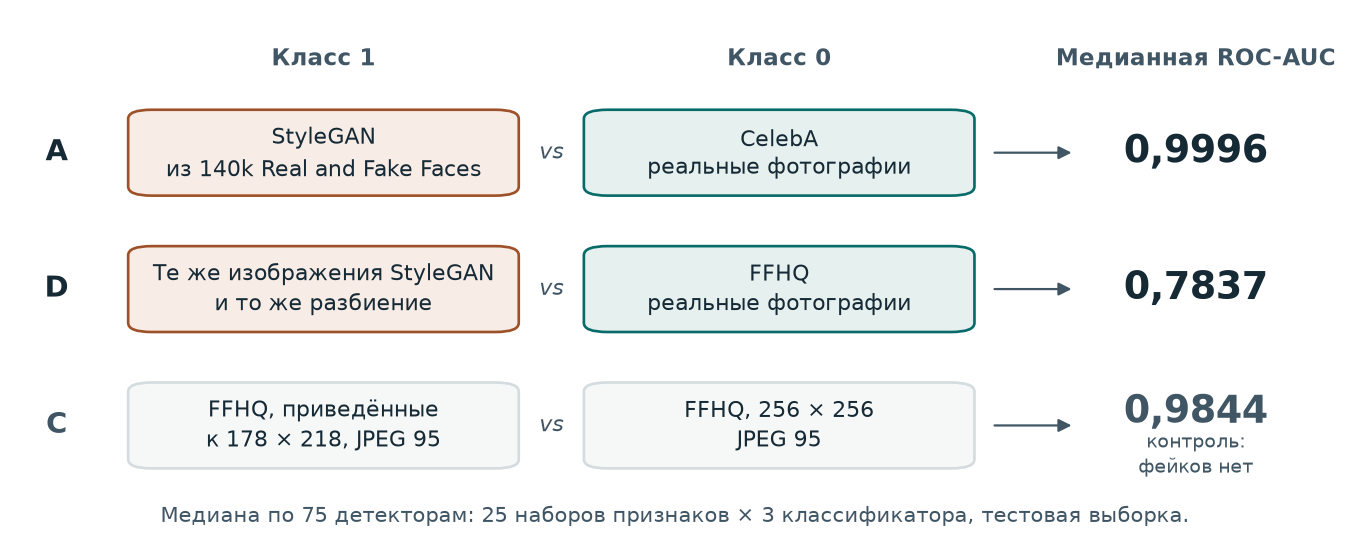 Класс 1
Класс 0
Медианная ROC-AUC
A
StyleGAN
из 140k Real and Fake Faces
vs
CelebA
реальные фотографии
0,9996
D
Те же изображения StyleGAN
и то же разбиение
vs
FFHQ
реальные фотографии
0,7837
C
FFHQ, приведённые
к 178 × 218, JPEG 95
vs
FFHQ, 256 × 256
JPEG 95
0,9844
контроль:
фейков нет
Медиана по 75 детекторам: 25 наборов признаков × 3 классификатора, тестовая выборка.